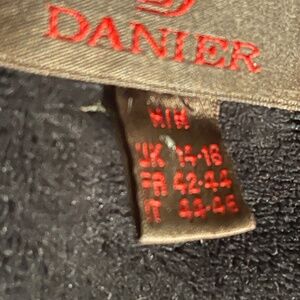 DANIER
M/M
UK 14-16
FR 42-44
IT 44-46